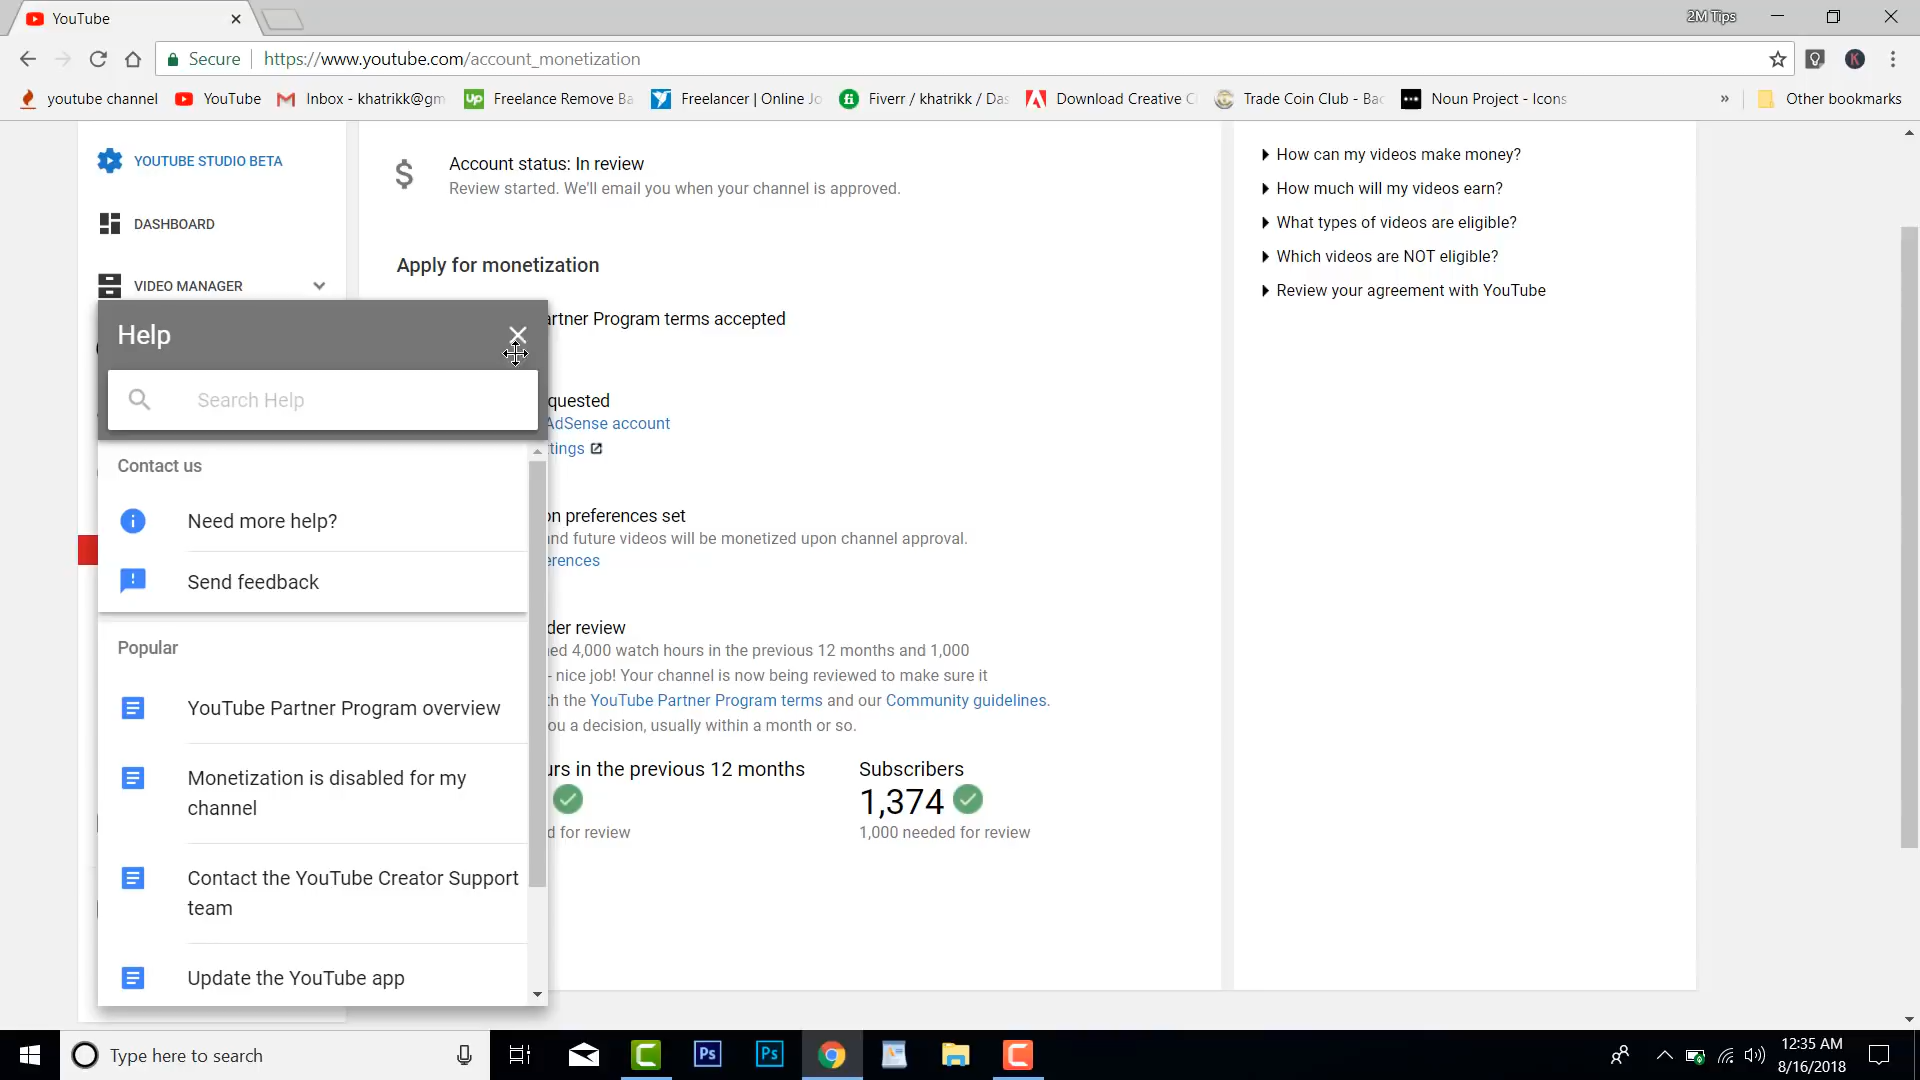 YouTube
2M Tips
Secure
https://www.youtube.com/account_monetization
youtube channel
YouTube
Inbox - khatrikk@gm
Freelance Remove Ba
Freelancer | Online Jo
Fiverr / khatrikk / Das
Download Creative C
Trade Coin Club - Bac
Noun Project - Icons
»
Other bookmarks
YOUTUBE STUDIO BETA
DASHBOARD
VIDEO MANAGER
Account status: In review
Review started. We'll email you when your channel is approved.
Apply for monetization
artner Program terms accepted
quested
AdSense account
tings
on preferences set
nd future videos will be monetized upon channel approval.
erences
der review
ed 4,000 watch hours in the previous 12 months and 1,000
- nice job! Your channel is now being reviewed to make sure it
h the YouTube Partner Program terms and our Community guidelines.
ou a decision, usually within a month or so.
urs in the previous 12 months
d for review
Subscribers
1,374
1,000 needed for review
How can my videos make money?
How much will my videos earn?
What types of videos are eligible?
Which videos are NOT eligible?
Review your agreement with YouTube
Help
Search Help
Contact us
Need more help?
Send feedback
Popular
YouTube Partner Program overview
Monetization is disabled for my
channel
Contact the YouTube Creator Support
team
Update the YouTube app
Type here to search
Ps
Ps
12:35 AM
8/16/2018